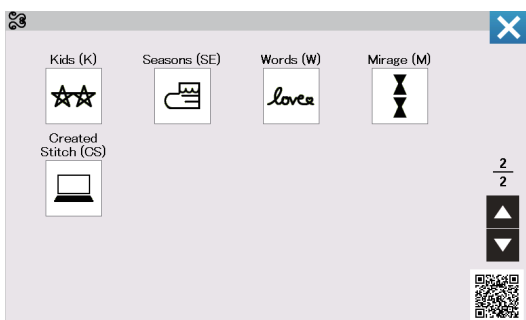 Kids (K)
Seasons (SE)
Words (W)
Mirage (M)
love
Created
Stitch (CS)
2
2